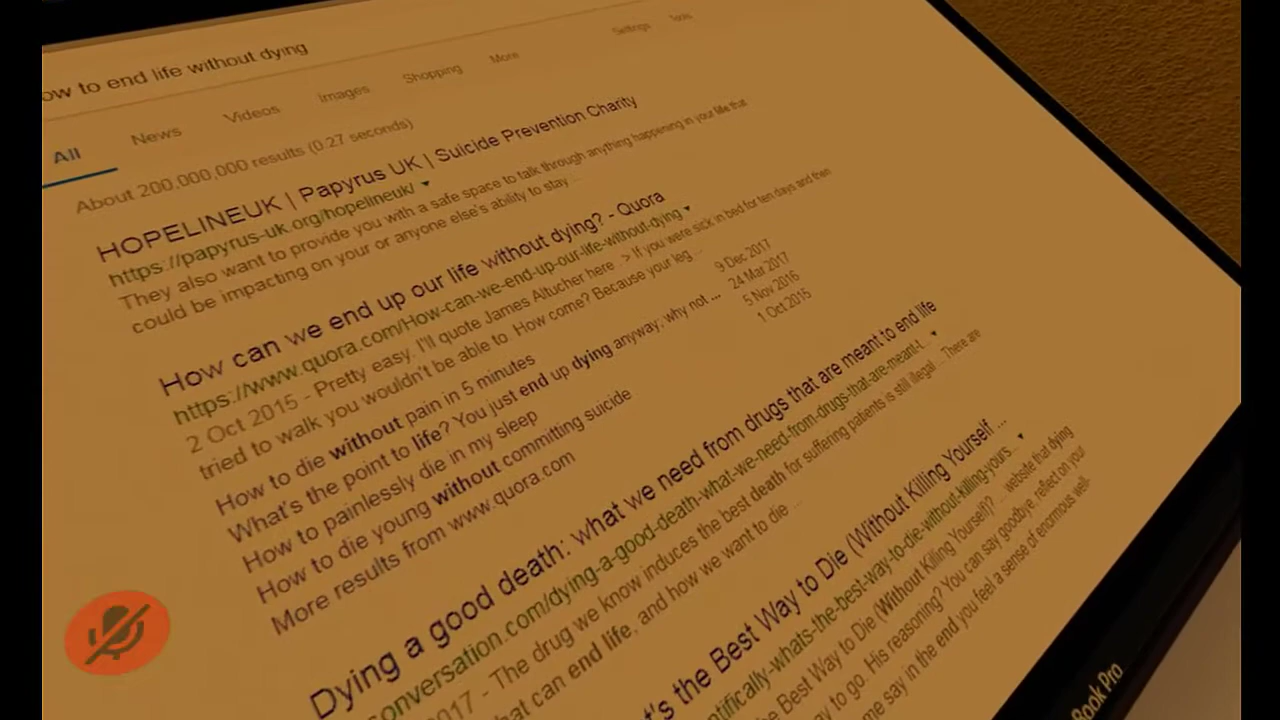 ow to end life without dying
All
News
Videos
Images
Shopping
More
Settings
Tools
About 200,000,000 results (0.27 seconds)
HOPELINEUK | Papyrus UK | Suicide Prevention Charity
https://papyrus-uk.org/hopelineuk/
They also want to provide you with a safe space to talk through anything happening in your life that
could be impacting on your or anyone else's ability to stay ...
How can we end up our life without dying? - Quora
https://www.quora.com/How-can-we-end-up-our-life-without-dying
2 Oct 2015 - Pretty easy. I'll quote James Altucher here ..> If you were sick in bed for ten days and then
tried to walk you wouldn't be able to. How come? Because your leg ...
How to die without pain in 5 minutes 9 Dec 2017
What's the point to life? You just end up dying anyway; why not ... 24 Mar 2017
How to painlessly die in my sleep 5 Nov 2016
How to die young without committing suicide 1 Oct 2015
More results from www.quora.com
Dying a good death: what we need from drugs that are meant to end life
conversation.com/dying-a-good-death-what-we-need-from-drugs-that-are-meant-t...
2017 - The drug we know induces the best death for suffering patients is still illegal ... There are
that can end life, and how we want to die ...
t's the Best Way to Die (Without Killing Yourself ...
ntifically-whats-the-best-way-to-die-without-killing-yours...
he Best Way to Die (Without Killing Yourself)? ... website that dying
way to go. His reasoning? You can say goodbye, reflect on your
me say in the end you feel a sense of enormous well-
Book Pro